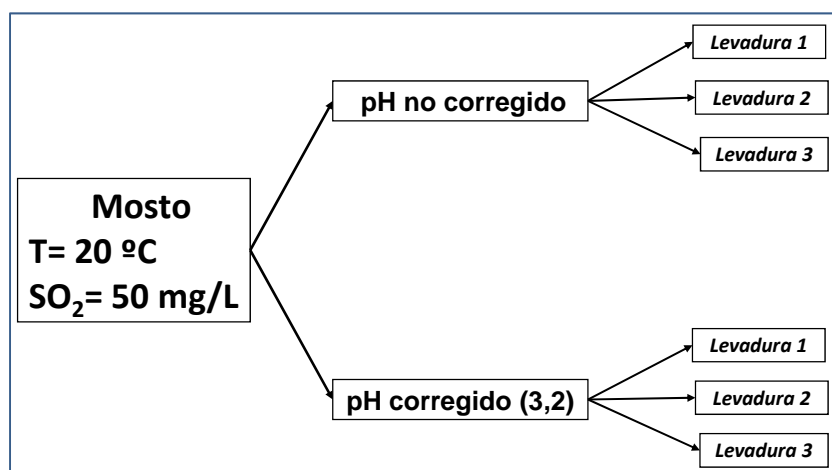 Mosto
T= 20 ºC
SO₂= 50 mg/L
pH no corregido
Levadura 1
Levadura 2
Levadura 3
pH corregido (3,2)
Levadura 1
Levadura 2
Levadura 3